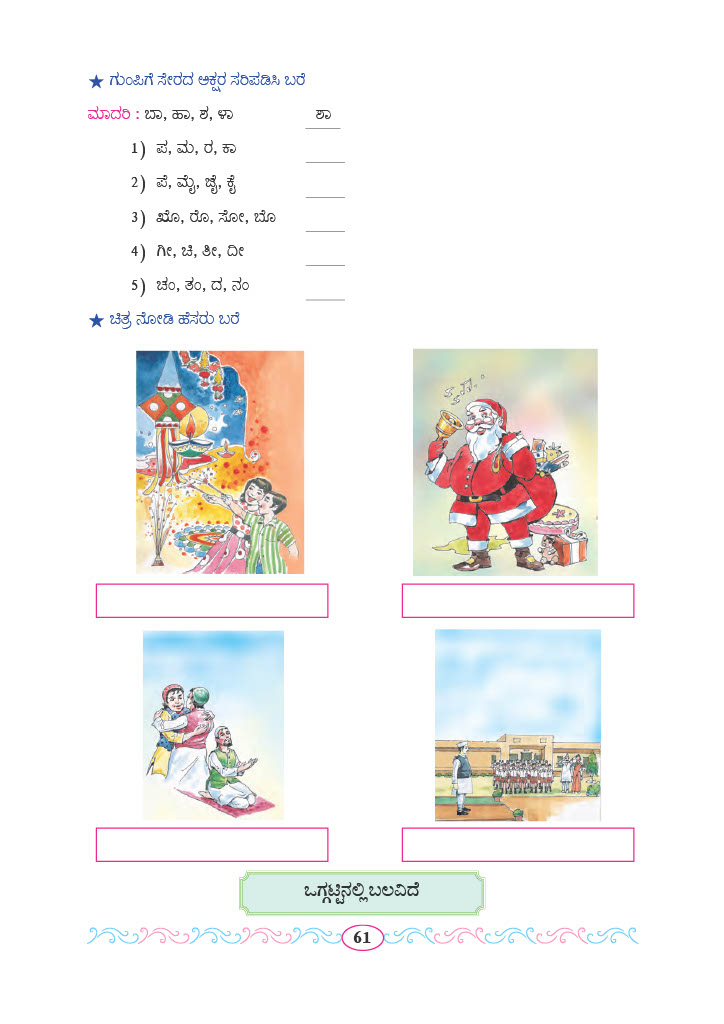 ★ ಗುಂಪಿಗೆ ಸೇರದ ಅಕ್ಷರ ಸರಿಪಡಿಸಿ ಬರೆ
ಮಾದರಿ : ಬಾ, ಹಾ, ಶ, ಳಾ ಶಾ
1) ಪ, ಮ, ರ, ಕಾ
2) ಪೆ, ಮೈ, ಜೈ, ಕೈ
3) ಖೊ, ರೊ, ಸೋ, ಬೊ
4) ಗೀ, ಚಿ, ತೀ, ದೀ
5) ಚಂ, ತಂ, ದ, ನಂ
★ ಚಿತ್ರ ನೋಡಿ ಹೆಸರು ಬರೆ
ಒಗ್ಗಟ್ಟಿನಲ್ಲಿ ಬಲವಿದೆ
61